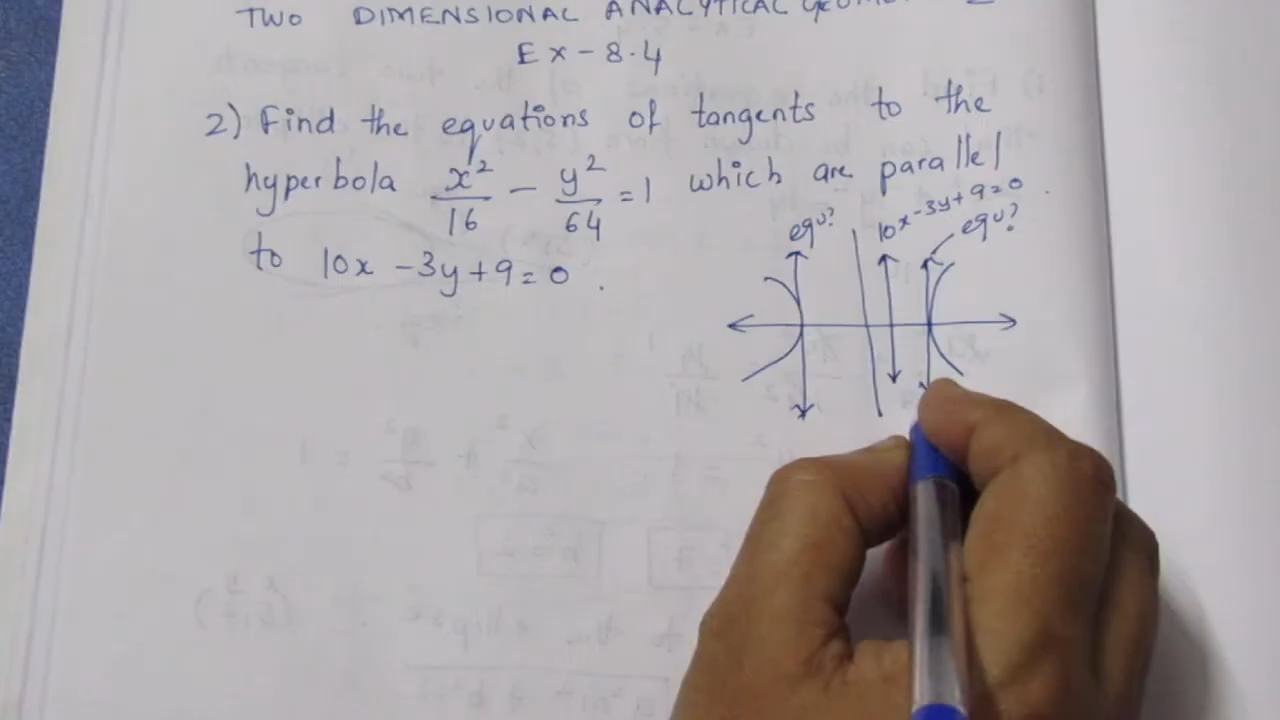 TWO DIMENSIONAL ANALYTICAL
Ex - 8.4
2) Find the equations of tangents to the
hyperbola x²/16 - y²/64 = 1 which are parallel
to 10x - 3y + 9 = 0 .
equ?
10x - 3y + 9 = 0
equ?